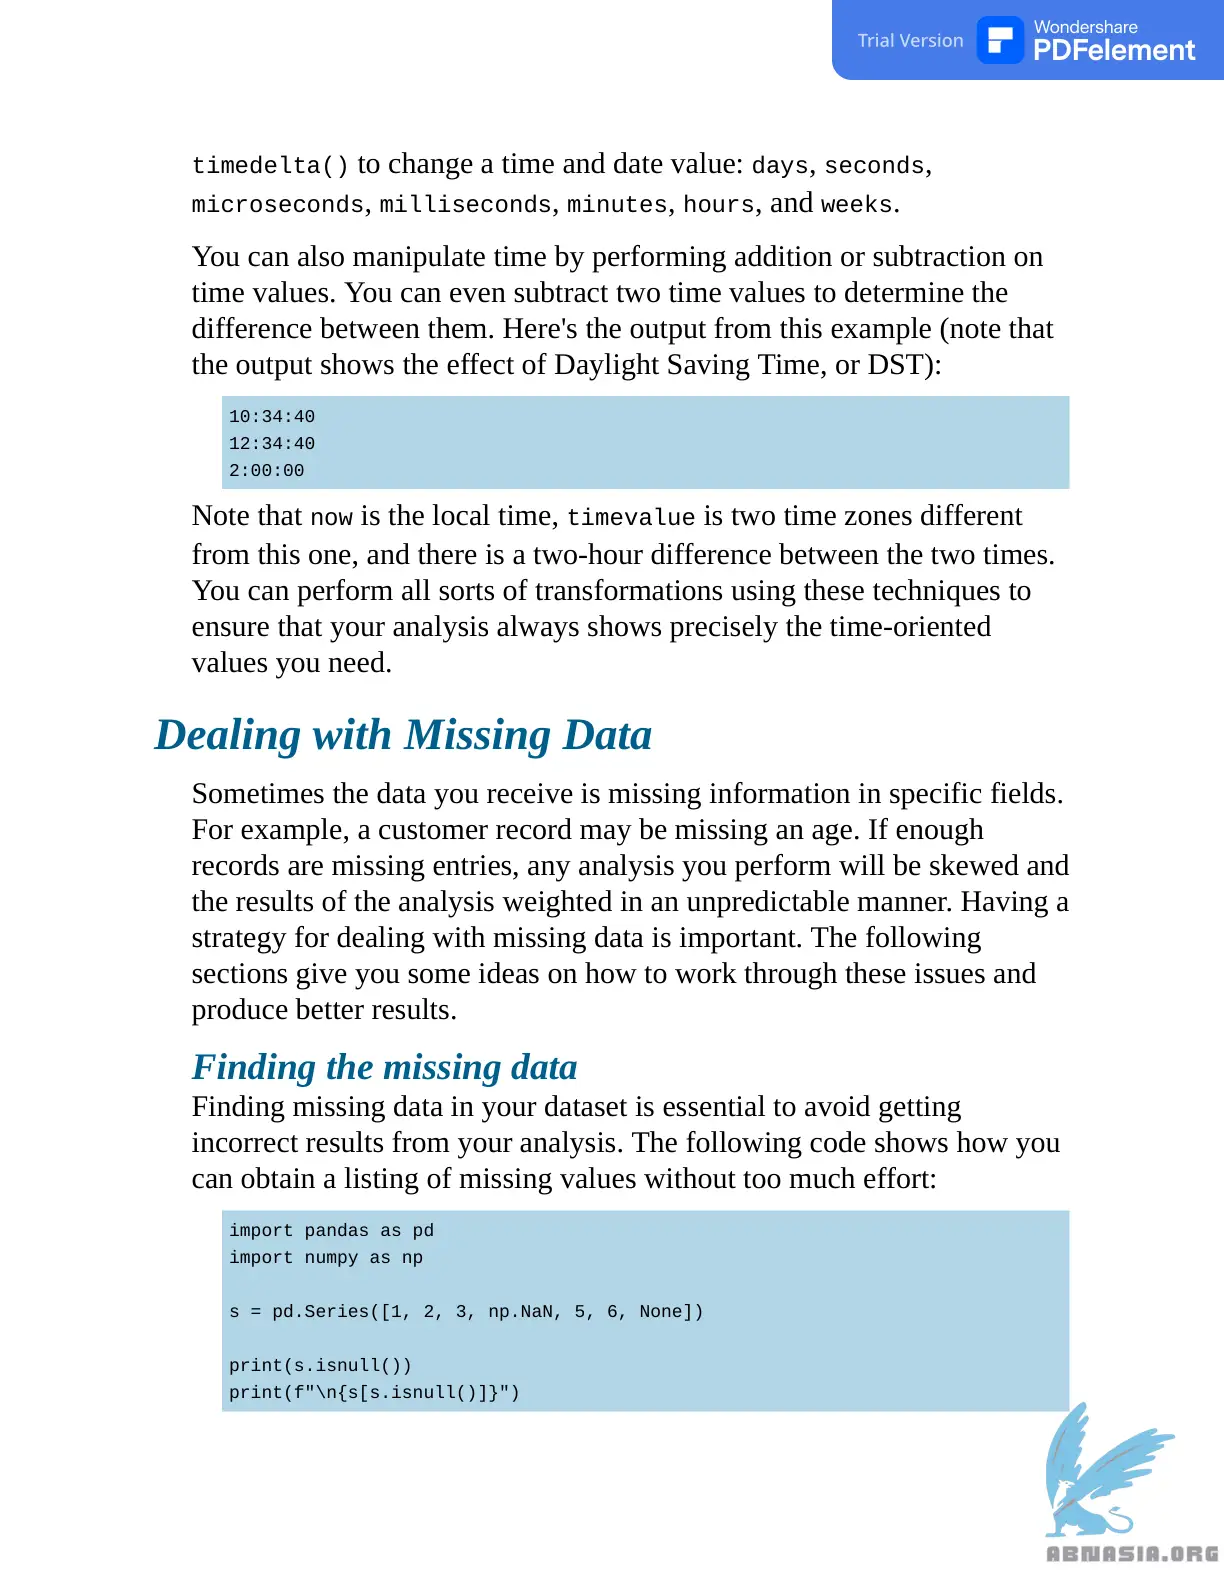 Trial Version
Wondershare
PDFelement
timedelta() to change a time and date value: days, seconds,
microseconds, milliseconds, minutes, hours, and weeks.
You can also manipulate time by performing addition or subtraction on
time values. You can even subtract two time values to determine the
difference between them. Here's the output from this example (note that
the output shows the effect of Daylight Saving Time, or DST):
10:34:40
12:34:40
2:00:00
Note that now is the local time, timevalue is two time zones different
from this one, and there is a two-hour difference between the two times.
You can perform all sorts of transformations using these techniques to
ensure that your analysis always shows precisely the time-oriented
values you need.
Dealing with Missing Data
Sometimes the data you receive is missing information in specific fields.
For example, a customer record may be missing an age. If enough
records are missing entries, any analysis you perform will be skewed and
the results of the analysis weighted in an unpredictable manner. Having a
strategy for dealing with missing data is important. The following
sections give you some ideas on how to work through these issues and
produce better results.
Finding the missing data
Finding missing data in your dataset is essential to avoid getting
incorrect results from your analysis. The following code shows how you
can obtain a listing of missing values without too much effort:
import pandas as pd
import numpy as np
s = pd.Series([1, 2, 3, np.NaN, 5, 6, None])
print(s.isnull())
print(f"\n{s[s.isnull()]}")
ABNASIA.ORG